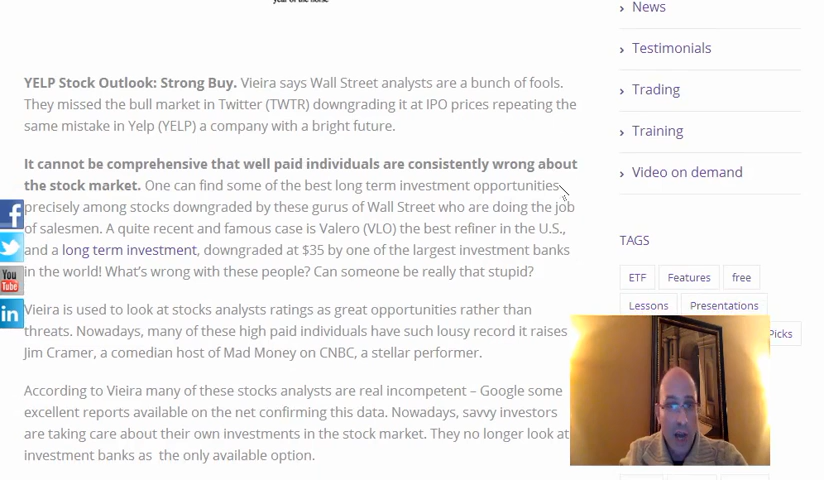 year of the horse
YELP Stock Outlook: Strong Buy. Vieira says Wall Street analysts are a bunch of fools.
They missed the bull market in Twitter (TWTR) downgrading it at IPO prices repeating the
same mistake in Yelp (YELP) a company with a bright future.
It cannot be comprehensive that well paid individuals are consistently wrong about
the stock market. One can find some of the best long term investment opportunities
precisely among stocks downgraded by these gurus of Wall Street who are doing the job
of salesmen. A quite recent and famous case is Valero (VLO) the best refiner in the U.S.,
and a long term investment, downgraded at $35 by one of the largest investment banks
in the world! What's wrong with these people? Can someone be really that stupid?
Vieira is used to look at stocks analysts ratings as great opportunities rather than
threats. Nowadays, many of these high paid individuals have such lousy record it raises
Jim Cramer, a comedian host of Mad Money on CNBC, a stellar performer.
According to Vieira many of these stocks analysts are real incompetent – Google some
excellent reports available on the net confirming this data. Nowadays, savvy investors
are taking care about their own investments in the stock market. They no longer look at
investment banks as the only available option.
You
Tube
News
Testimonials
Trading
Training
Video on demand
TAGS
ETF Features free
Lessons Presentations
Picks